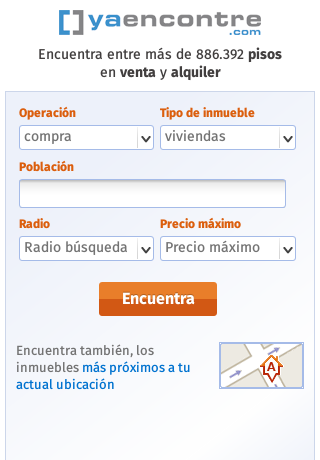 yaencontre
.com
Encuentra entre más de 886.392 pisos
en venta y alquiler
Operación Tipo de inmueble
compra viviendas
Población
Radio Precio máximo
Radio búsqueda Precio máximo
Encuentra
Encuentra también, los
inmuebles más próximos a tu
actual ubicación
A